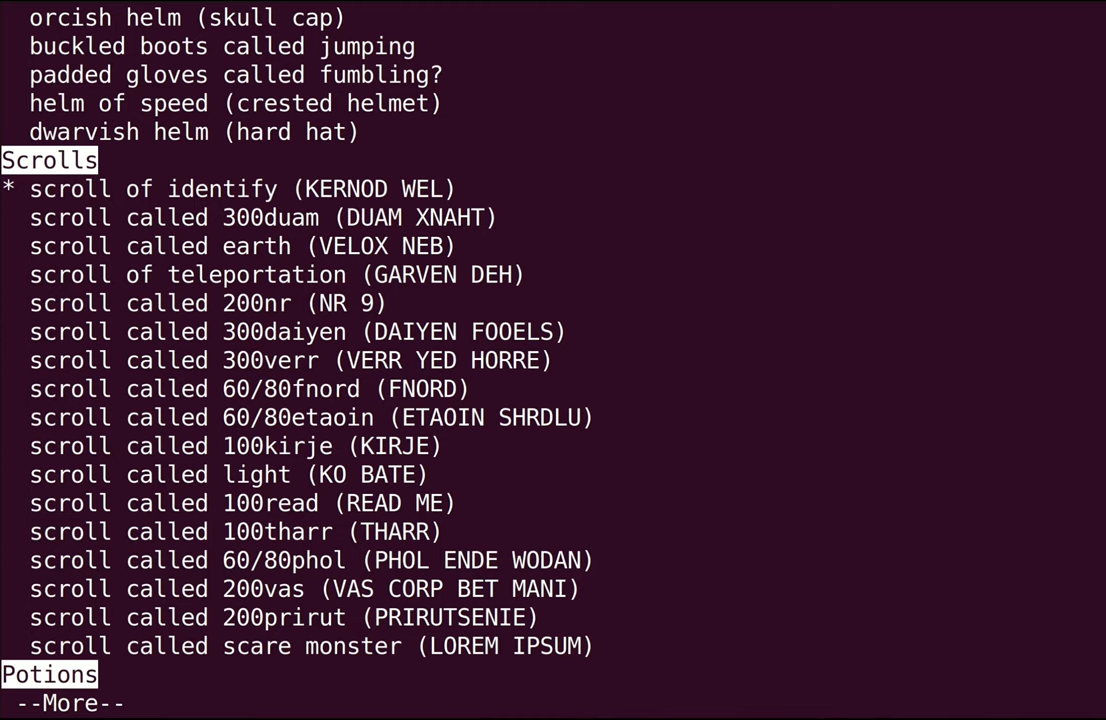 orcish helm (skull cap)
buckled boots called jumping
padded gloves called fumbling?
helm of speed (crested helmet)
dwarvish helm (hard hat)
Scrolls
* scroll of identify (KERNOD WEL)
scroll called 300duam (DUAM XNAHT)
scroll called earth (VELOX NEB)
scroll of teleportation (GARVEN DEH)
scroll called 200nr (NR 9)
scroll called 300daiyen (DAIYEN FOOELS)
scroll called 300verr (VERR YED HORRE)
scroll called 60/80fnord (FNORD)
scroll called 60/80etaoin (ETAOIN SHRDLU)
scroll called 100kirje (KIRJE)
scroll called light (KO BATE)
scroll called 100read (READ ME)
scroll called 100tharr (THARR)
scroll called 60/80phol (PHOL ENDE WODAN)
scroll called 200vas (VAS CORP BET MANI)
scroll called 200prirut (PRIRUTSENIE)
scroll called scare monster (LOREM IPSUM)
Potions
--More--